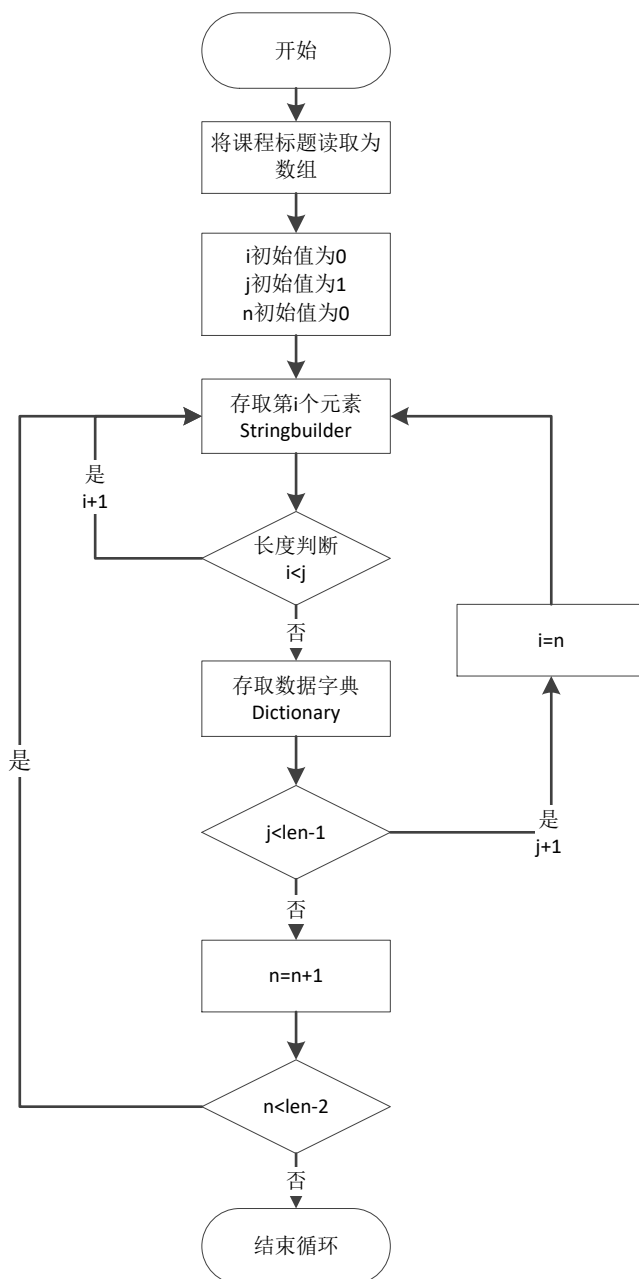 开始
将课程标题读取为
数组
i初始值为0
j初始值为1
n初始值为0
存取第i个元素
Stringbuilder
是
i+1
长度判断
i<j
否
i=n
存取数据字典
Dictionary
是
j<len-1
是
j+1
否
n=n+1
n<len-2
否
结束循环